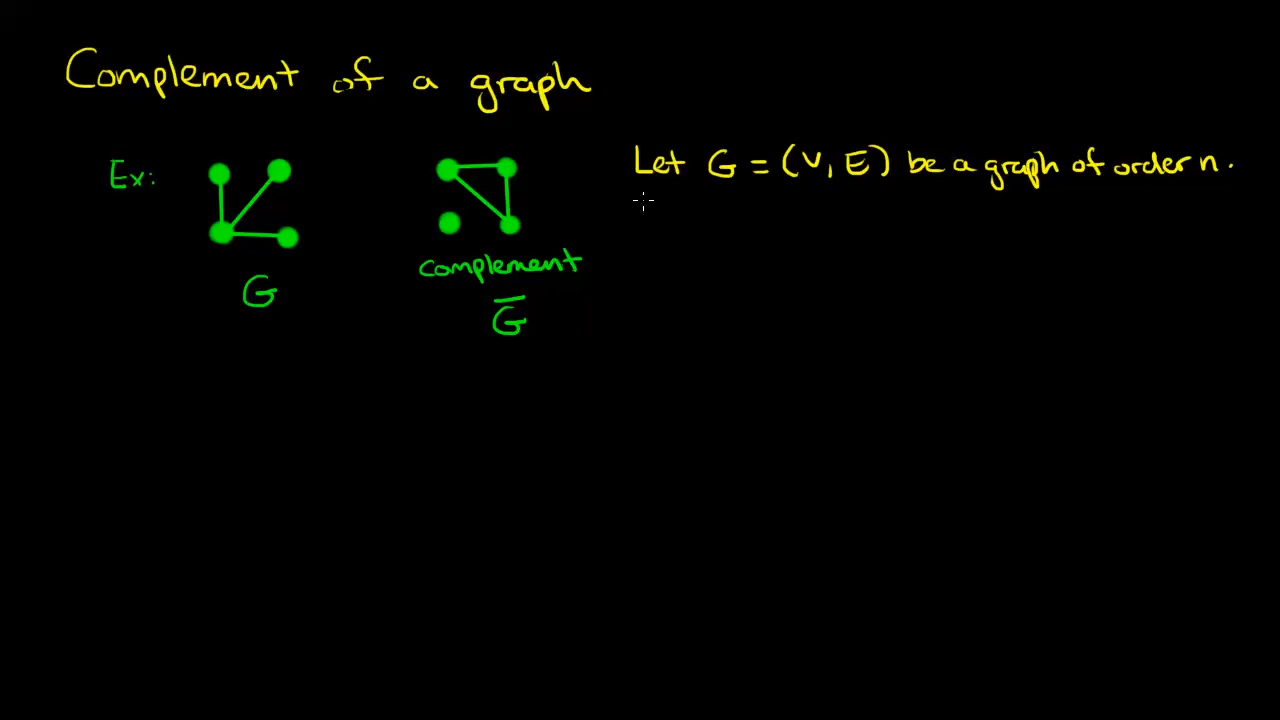 Complement of a graph
Ex:
G
complement
G̅
Let G = (V, E) be a graph of order n.